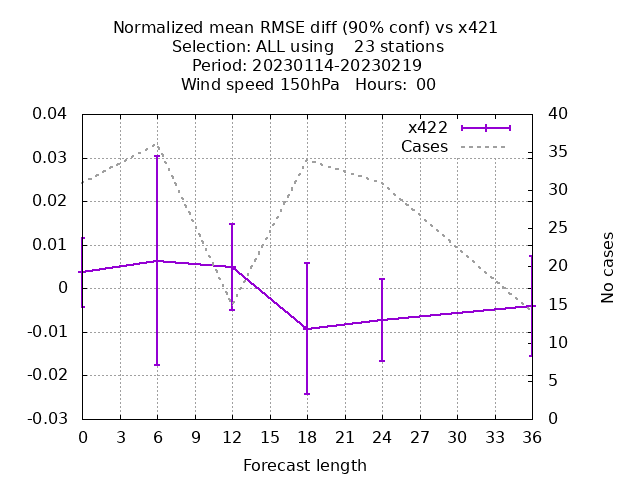 Normalized mean RMSE diff (90% conf) vs x421
Selection: ALL using    23 stations
Period: 20230114-20230219
Wind speed 150hPa   Hours:  00
x422
Cases
0.04
0.03
0.02
0.01
0
-0.01
-0.02
-0.03
40
35
30
25
20
15
10
5
0
No cases
0 3 6 9 12 15 18 21 24 27 30 33 36
Forecast length